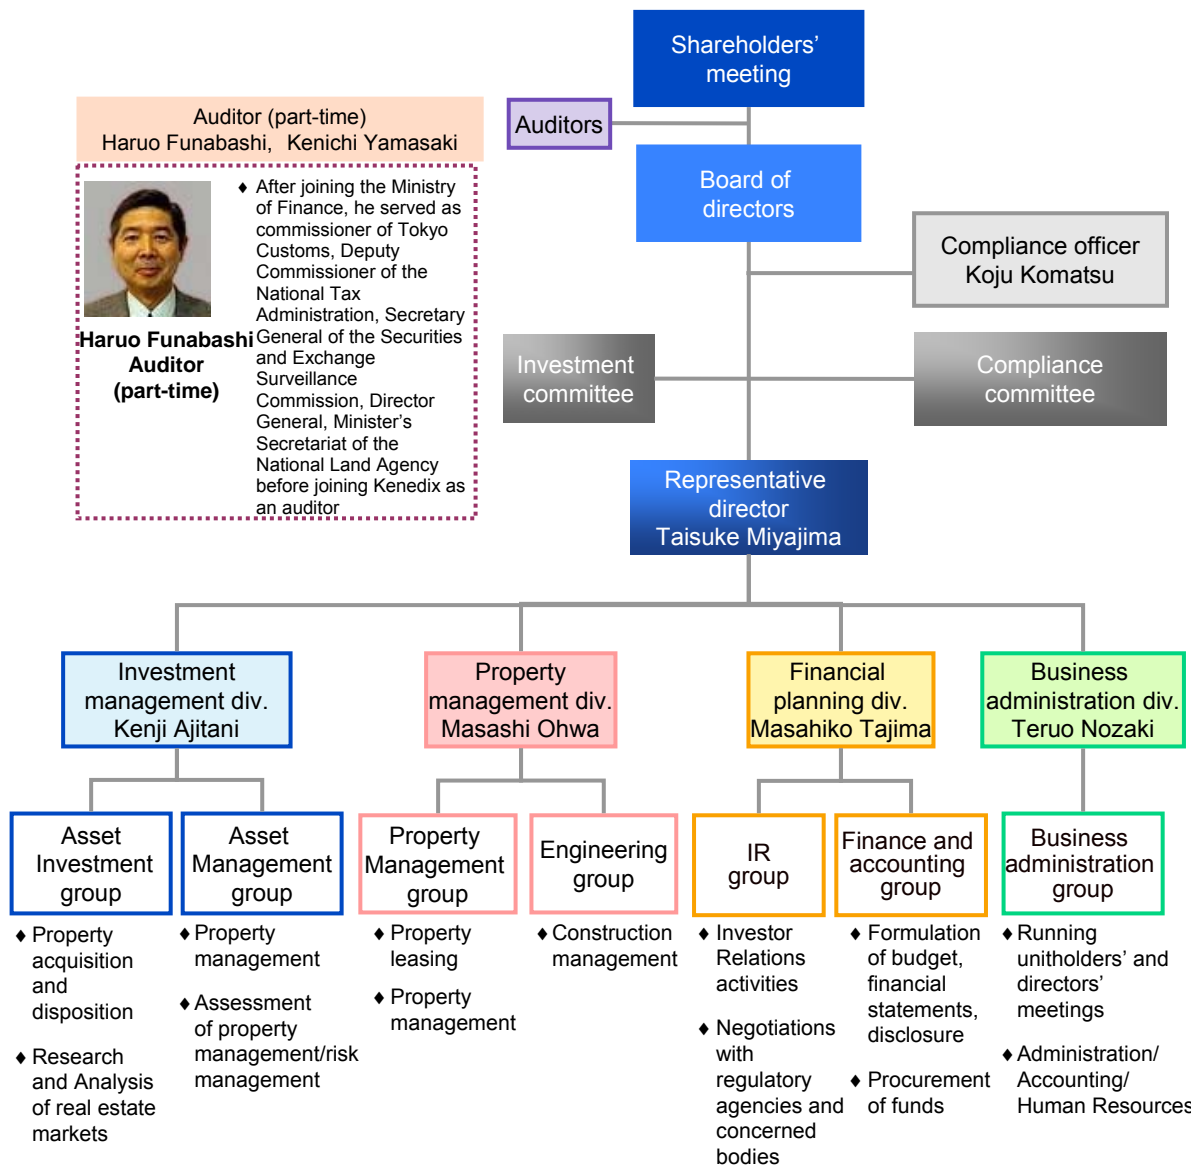 Shareholders’
meeting
Auditors
Auditor (part-time)
Haruo Funabashi, Kenichi Yamasaki
Board of
directors
♦ After joining the Ministry
of Finance, he served as
commissioner of Tokyo
Customs, Deputy
Commissioner of the
National Tax
Administration, Secretary
General of the Securities
and Exchange
Surveillance
Commission, Director
General, Minister’s
Secretariat of the
National Land Agency
before joining Kenedix as
an auditor
Haruo Funabashi
Auditor
(part-time)
Compliance officer
Koju Komatsu
Investment
committee
Compliance
committee
Representative
director
Taisuke Miyajima
Investment
management div.
Kenji Ajitani
Property
management div.
Masashi Ohwa
Financial
planning div.
Masahiko Tajima
Business
administration div.
Teruo Nozaki
Asset
Investment
group
Asset
Management
group
Property
Management
group
Engineering
group
IR
group
Finance and
accounting
group
Business
administration
group
♦ Property
acquisition
and
disposition
♦ Research
and Analysis
of real estate
markets
♦ Property
management
♦ Assessment
of property
management/risk
management
♦ Property
leasing
♦ Property
management
♦ Construction
management
♦ Investor
Relations
activities
♦ Negotiations
with
regulatory
agencies and
concerned
bodies
♦ Formulation
of budget,
financial
statements,
disclosure
♦ Procurement
of funds
♦ Running
unitholders’ and
directors’
meetings
♦ Administration/
Accounting/
Human Resources